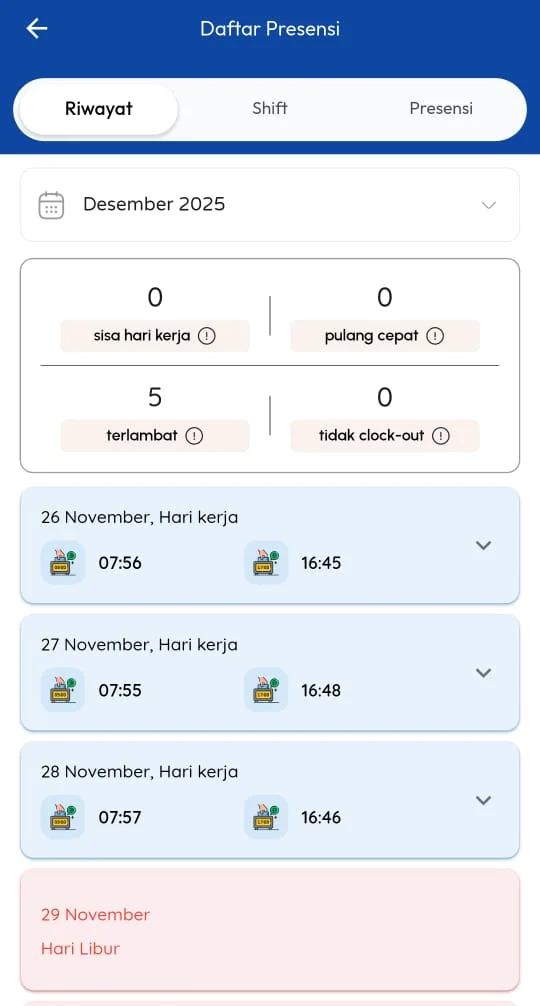 Daftar Presensi
Riwayat Shift Presensi
Desember 2025
0 0
sisa hari kerja pulang cepat
5 0
terlambat tidak clock-out
26 November, Hari kerja
07:56 16:45
27 November, Hari kerja
07:55 16:48
28 November, Hari kerja
07:57 16:46
29 November
Hari Libur